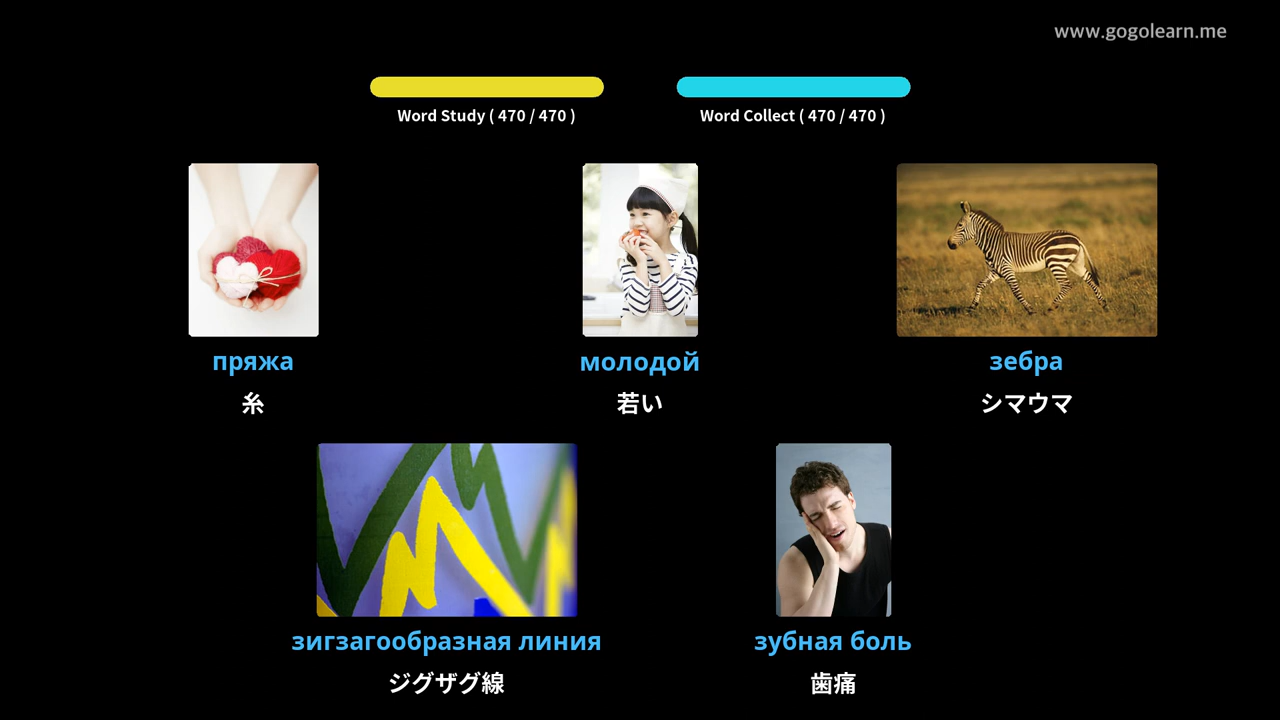 www.gogolearn.me
Word Study ( 470 / 470 )
Word Collect ( 470 / 470 )
пряжа
糸
молодой
若い
зебра
シマウマ
зигзагообразная линия
ジグザグ線
зубная боль
歯痛